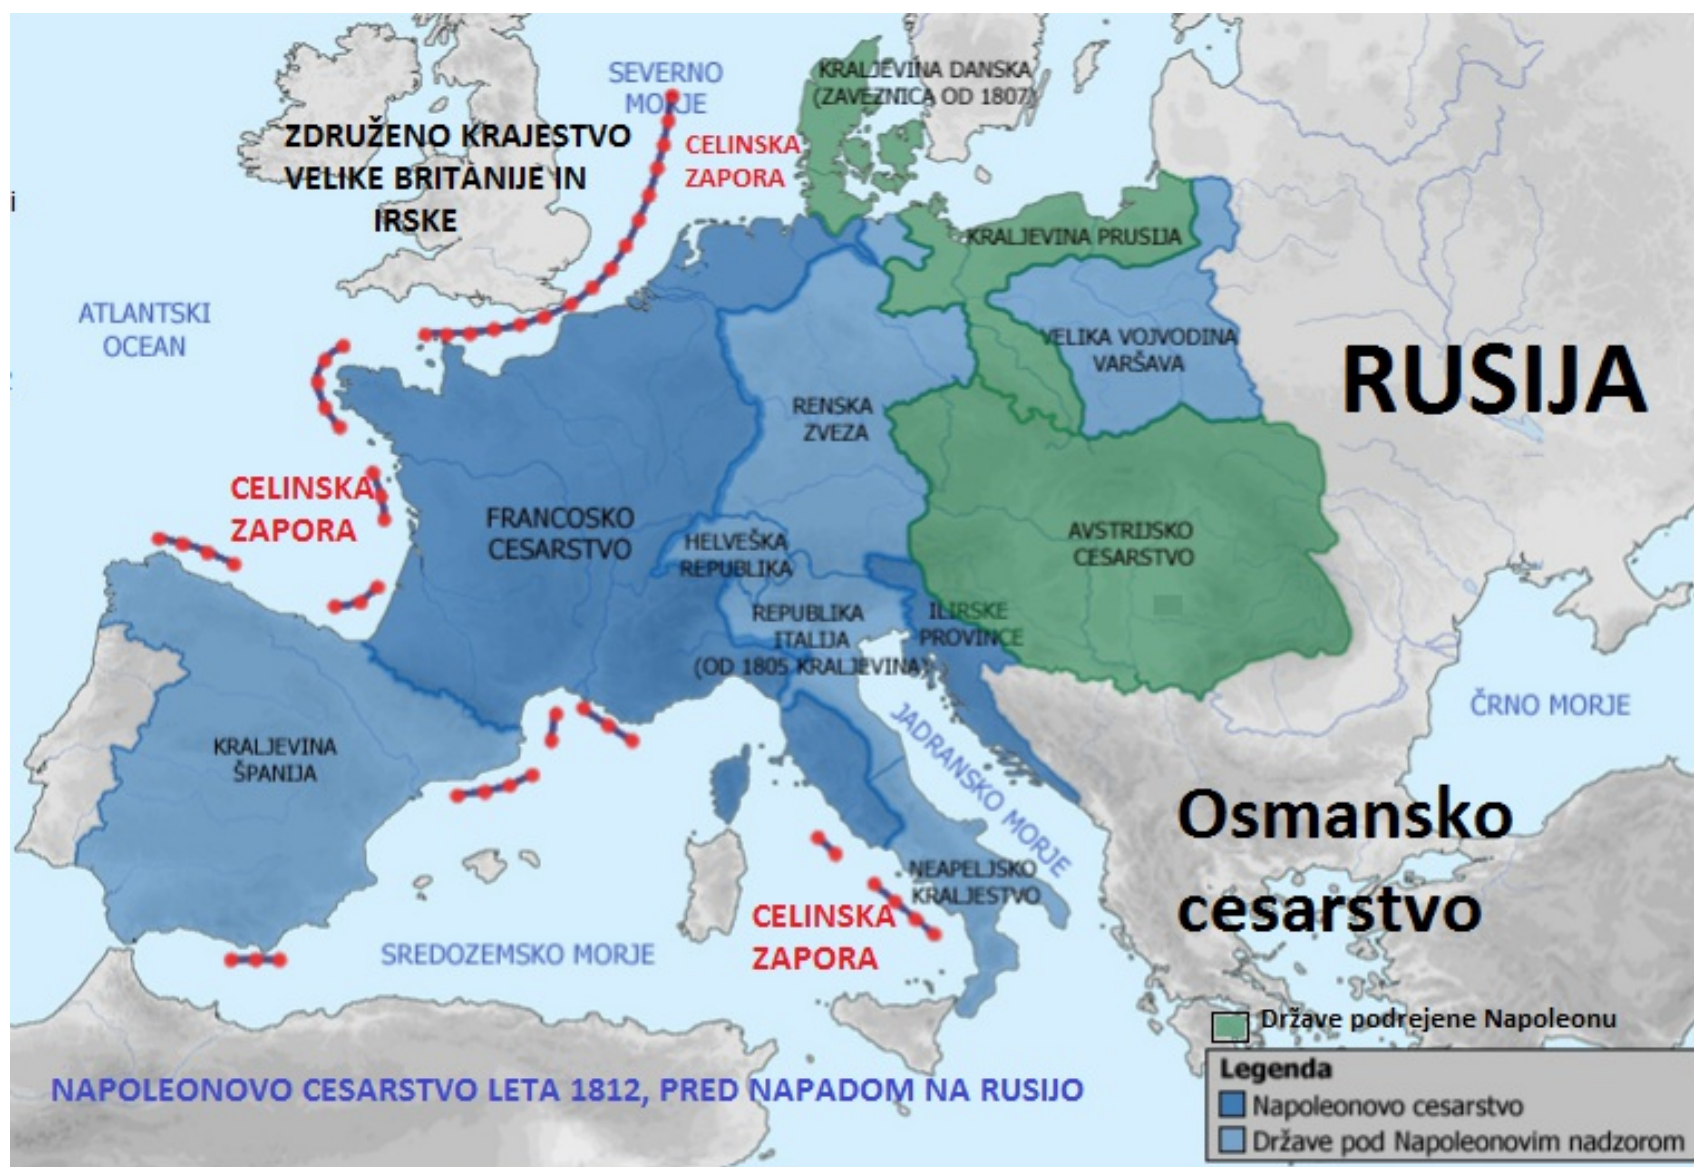 SEVERNO
MORJE
KRALJEVINA DANSKA
(ZAVEZNICA OD 1807)
ZDRUŽENO KRAJESTVO
VELIKE BRITANIJE IN
IRSKE
CELINSKA
ZAPORA
i
KRALJEVINA PRUSIJA
ATLANTSKI
OCEAN
VELIKA VOJVODINA
VARŠAVA
RUSIJA
RENSKA
ZVEZA
CELINSKA
ZAPORA
FRANCOSKO
CESARSTVO
HELVEŠKA
REPUBLIKA
AVSTRIJSKO
CESARSTVO
REPUBLIKA
ITALIJA
(OD 1805 KRALJEVINA)
ILIRSKE
PROVINCE
ČRNO MORJE
KRALJEVINA
ŠPANIJA
JADRANSKO MORJE
Osmansko
cesarstvo
NEAPELJSKO
KRALJESTVO
CELINSKA
ZAPORA
SREDOZEMSKO MORJE
Države podrejene Napoleonu
Legenda
Napoleonovo cesarstvo
Države pod Napoleonovim nadzorom
NAPOLEONOVO CESARSTVO LETA 1812, PRED NAPADOM NA RUSIJO